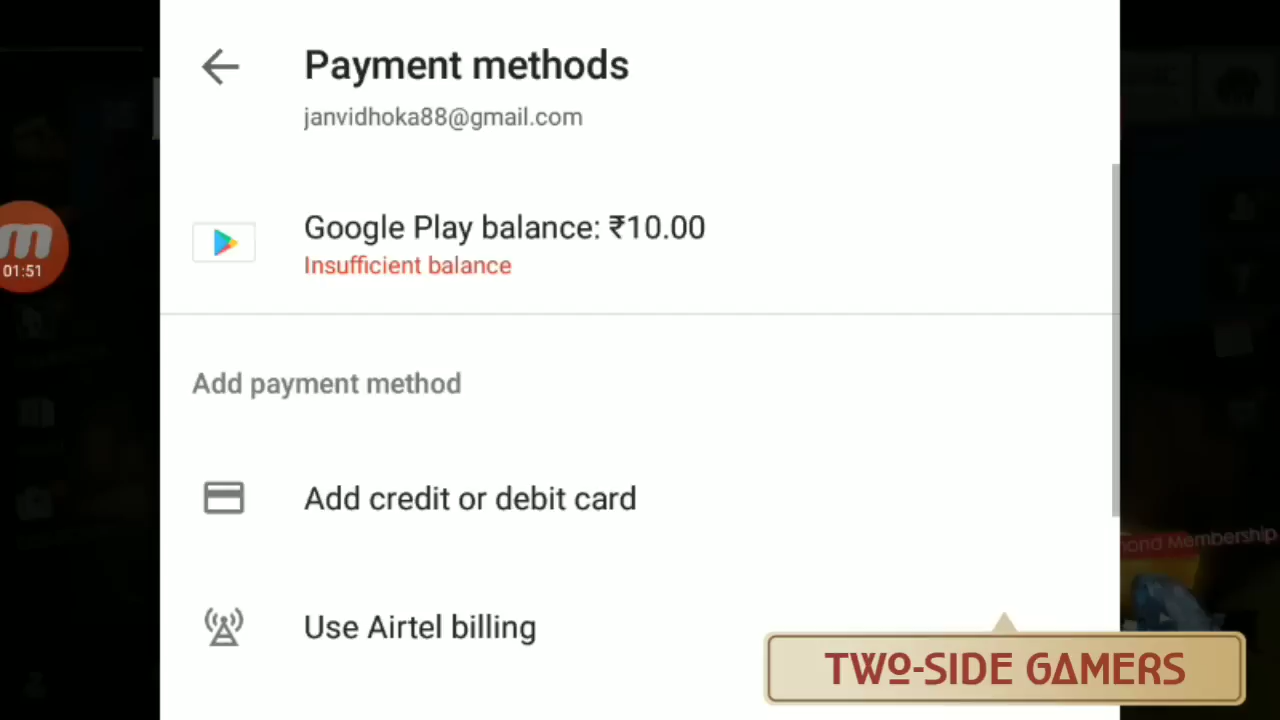 Payment methods
janvidhoka88@gmail.com
Google Play balance: ₹10.00
Insufficient balance
01:51
Add payment method
Add credit or debit card
Membership
Use Airtel billing
TWO-SIDE GAMERS